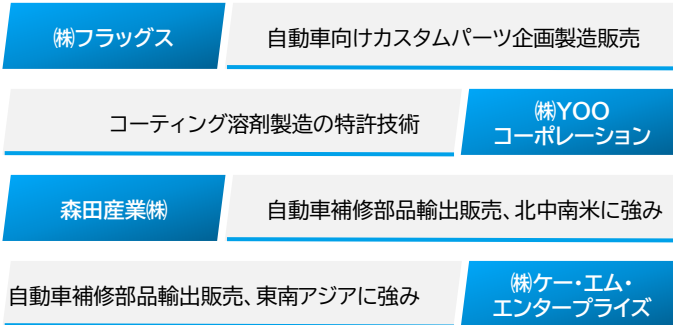 ㈱フラッグス
自動車向けカスタムパーツ企画製造販売
コーティング溶剤製造の特許技術
㈱YOO
コーポレーション
森田産業㈱
自動車補修部品輸出販売、北中南米に強み
自動車補修部品輸出販売、東南アジアに強み
㈱ケー・エム・
エンタープライズ